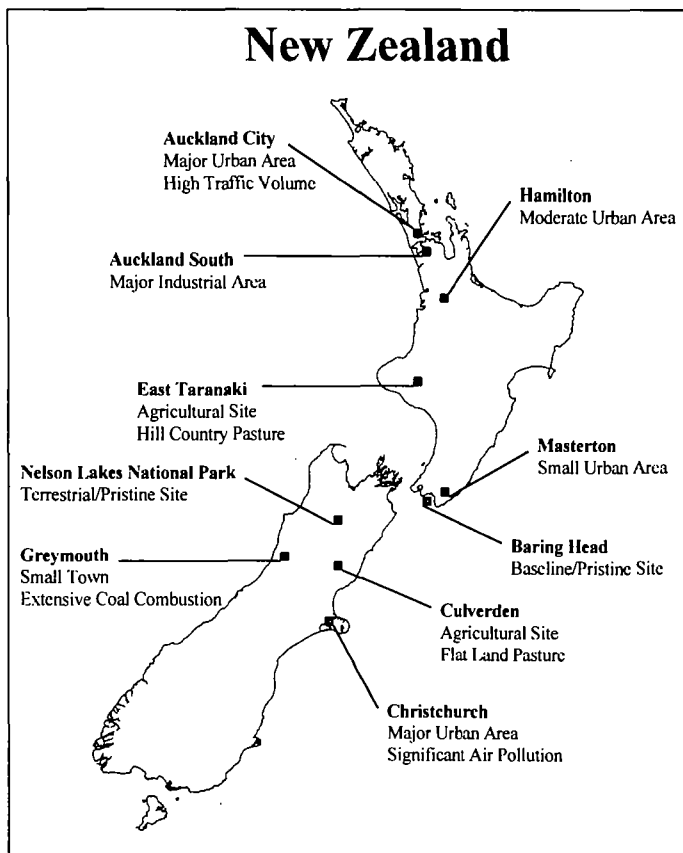 New Zealand
Auckland City
Major Urban Area
High Traffic Volume
Hamilton
Moderate Urban Area
Auckland South
Major Industrial Area
East Taranaki
Agricultural Site
Hill Country Pasture
Masterton
Small Urban Area
Nelson Lakes National Park
Terrestrial/Pristine Site
Baring Head
Baseline/Pristine Site
Greymouth
Small Town
Extensive Coal Combustion
Culverden
Agricultural Site
Flat Land Pasture
Christchurch
Major Urban Area
Significant Air Pollution